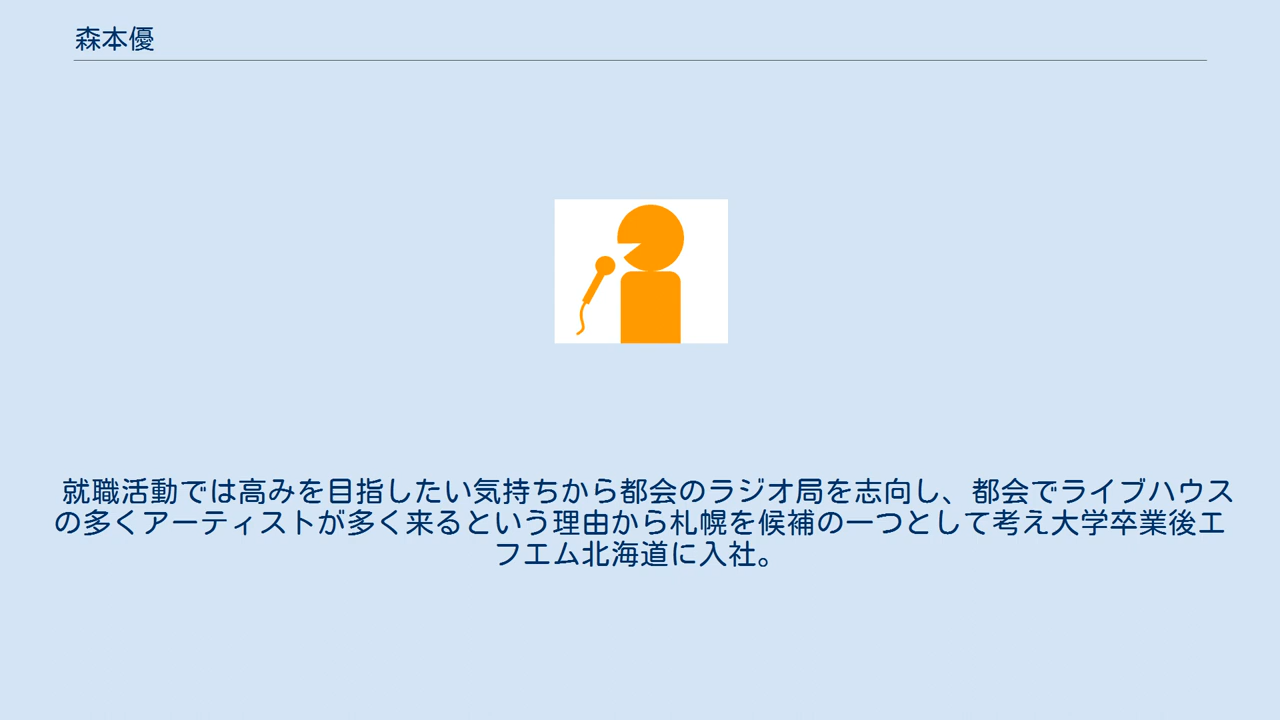 森本優
就職活動では高みを目指したい気持ちから都会のラジオ局を志向し、都会でライブハウス
の多くアーティストが多く来るという理由から札幌を候補の一つとして考え大学卒業後エ
フエム北海道に入社。